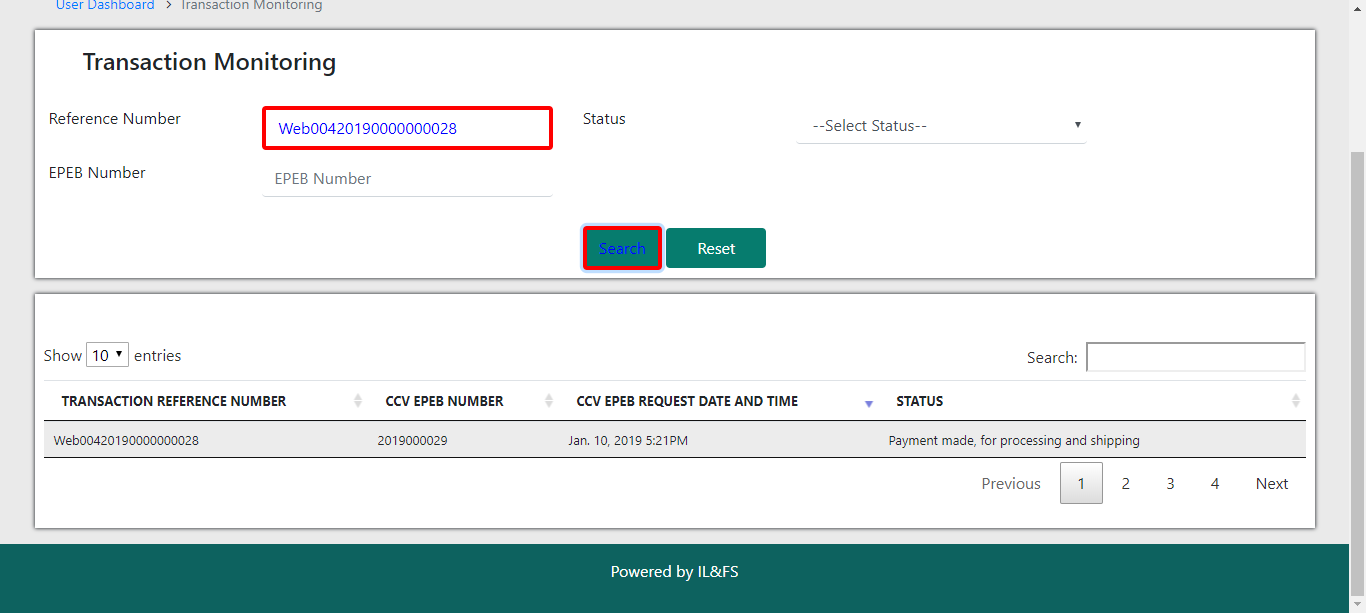 User Dashboard > Transaction Monitoring
Transaction Monitoring
Reference Number Web00420190000000028 Status --Select Status--
EPEB Number EPEB Number
Search Reset
Show 10 entries Search:
TRANSACTION REFERENCE NUMBER CCV EPEB NUMBER CCV EPEB REQUEST DATE AND TIME STATUS
Web00420190000000028 2019000029 Jan. 10, 2019 5:21PM Payment made, for processing and shipping
Previous 1 2 3 4 Next
Powered by IL&FS